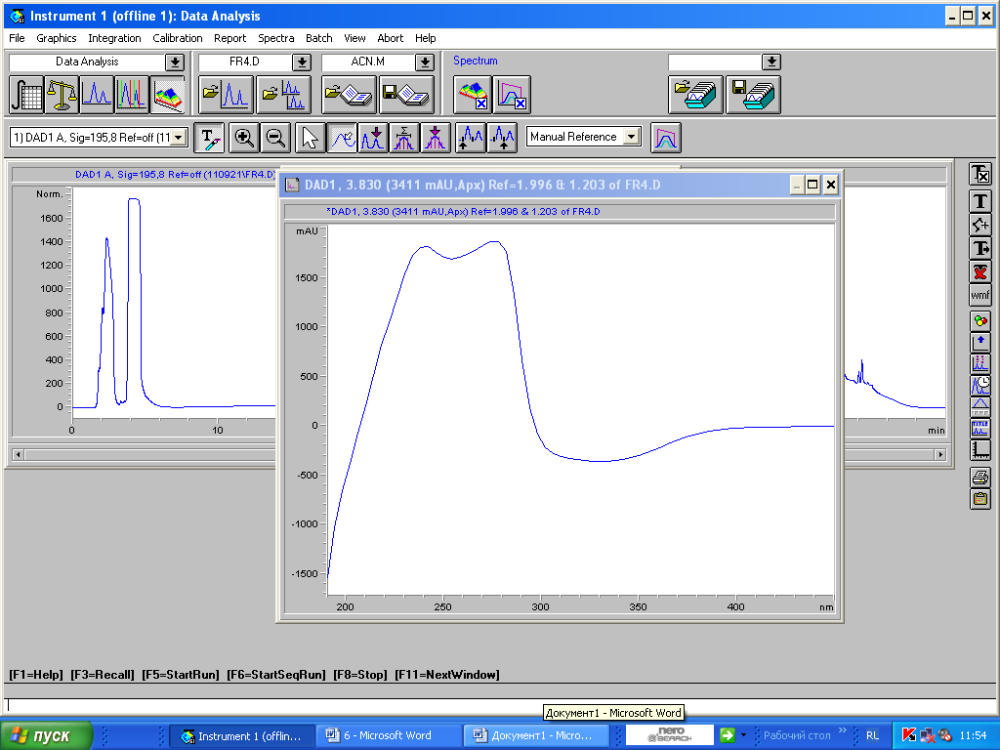 Instrument 1 (offline 1): Data Analysis
File Graphics Integration Calibration Report Spectra Batch View Abort Help
Data Analysis FR4.D ACN.M Spectrum
1) DAD1 A, Sig=195,8 Ref=off (11 Manual Reference
DAD1 A, Sig=195,8 Ref=off (110921\FR4.D)
DAD1, 3.830 (3411 mAU,Apx) Ref=1.996 & 1.203 of FR4.D
*DAD1, 3.830 (3411 mAU,Apx) Ref=1.996 & 1.203 of FR4.D
Norm.
1600
1400
1200
1000
800
600
400
200
0
0 10 min
mAU
1500
1000
500
0
-500
-1000
-1500
200 250 300 350 400 nm
T
T
T
wmf
TITLE
[F1=Help] [F3=Recall] [F5=StartRun] [F6=StartSeqRun] [F8=Stop] [F11=NextWindow]
Документ1 - Microsoft Word
пуск Instrument 1 (offlin... 6 - Microsoft Word Документ1 - Micro... nero SEARCH Рабочий стол RL 11:54